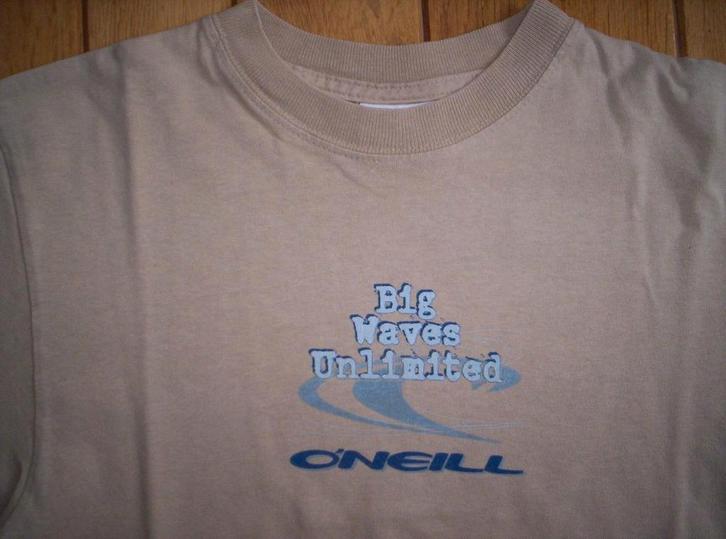 Big
Waves
Unlimited
O'NEILL